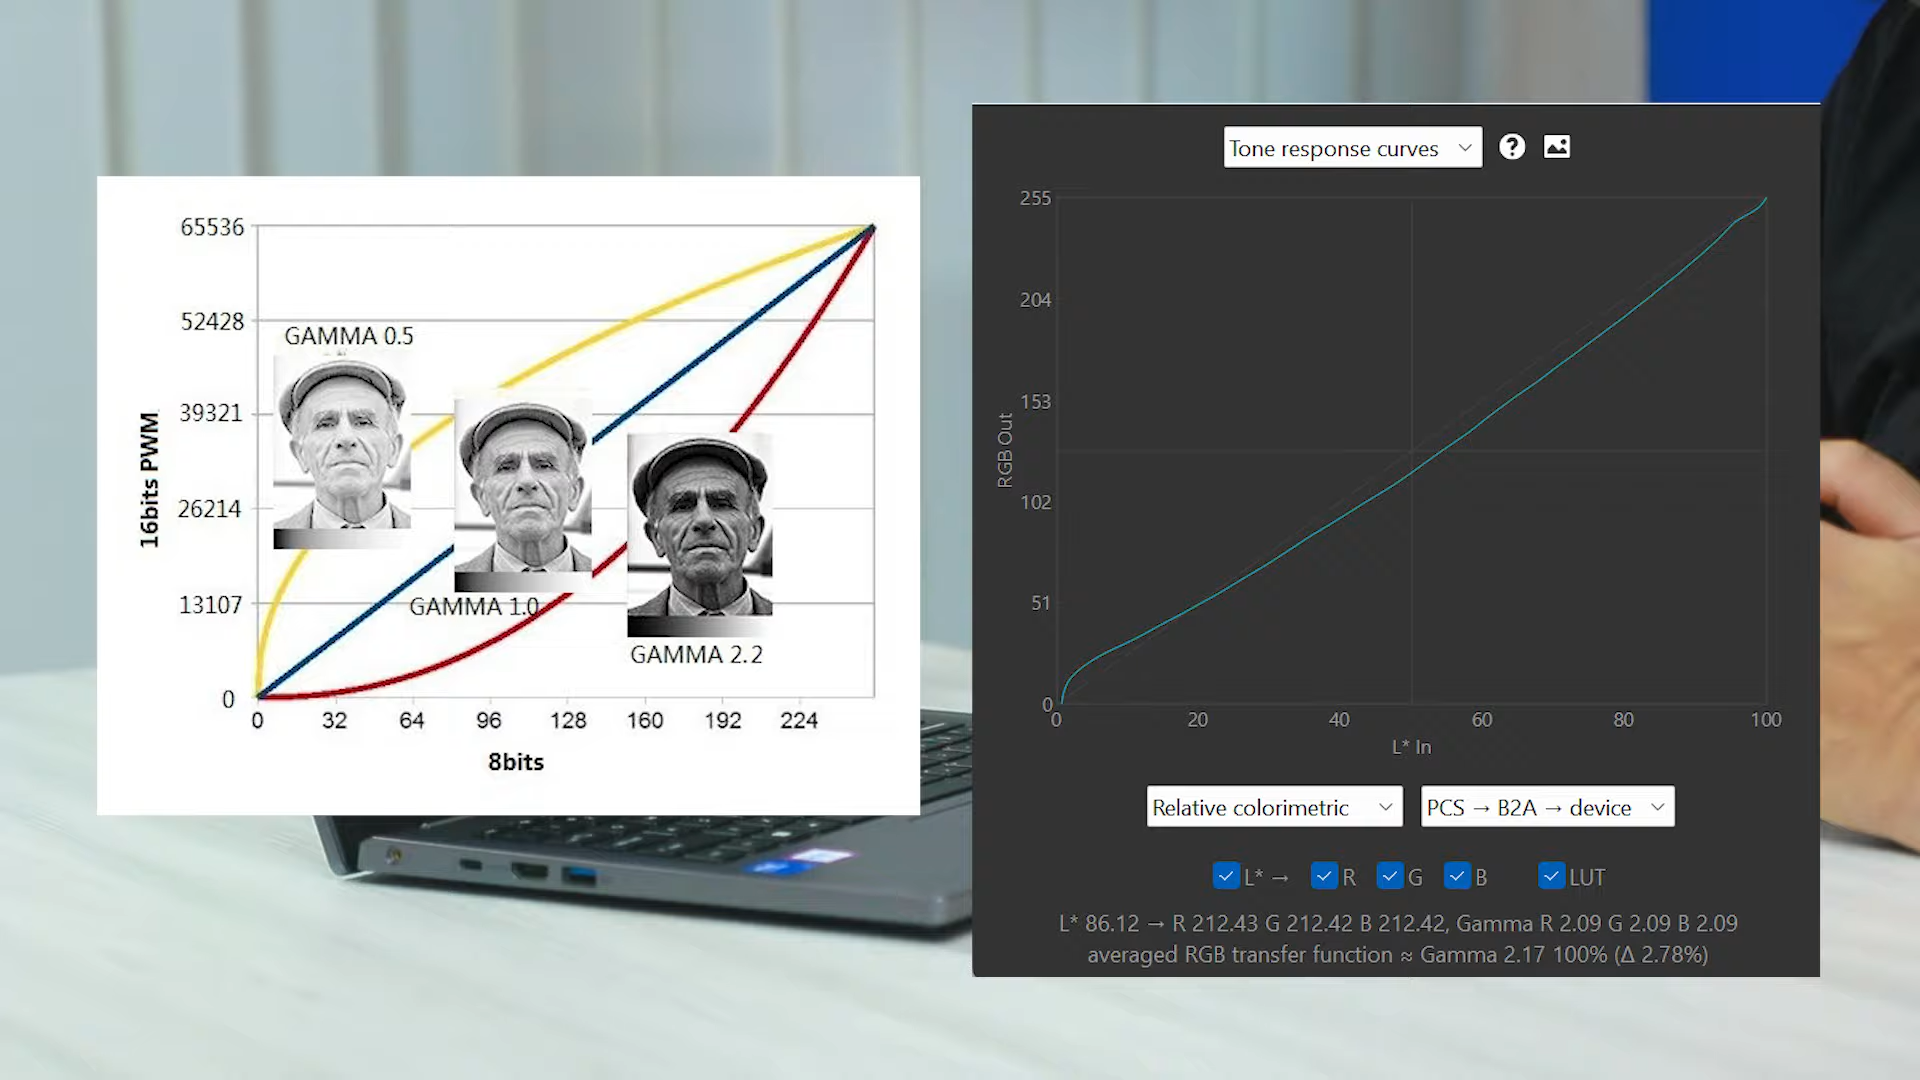 65536
52428
39321
26214
13107
0
16bits PWM
GAMMA 0.5
GAMMA 1.0
GAMMA 2.2
0 32 64 96 128 160 192 224
8bits
Tone response curves
255
204
153
102
51
0
RGB Out
0 20 40 60 80 100
L* In
Relative colorimetric
PCS → B2A → device
L* → R G B LUT
L* 86.12 → R 212.43 G 212.42 B 212.42, Gamma R 2.09 G 2.09 B 2.09
averaged RGB transfer function ≈ Gamma 2.17 100% (Δ 2.78%)